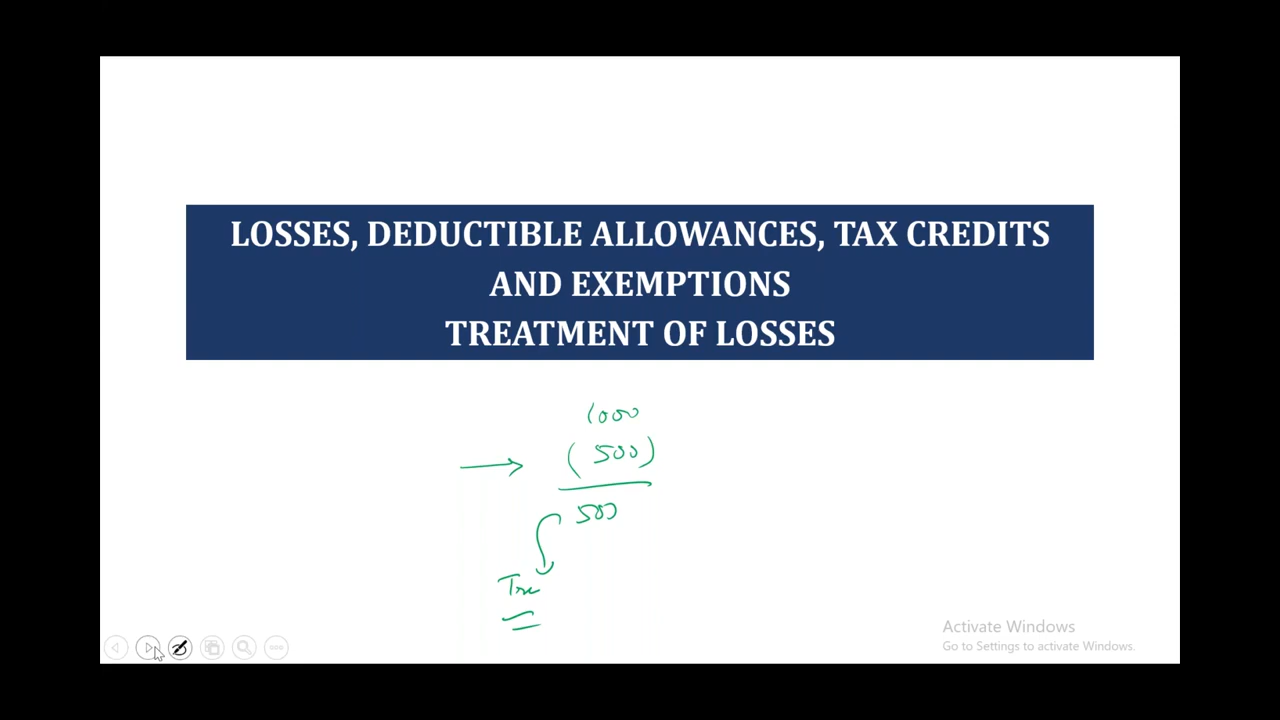 LOSSES, DEDUCTIBLE ALLOWANCES, TAX CREDITS
AND EXEMPTIONS
TREATMENT OF LOSSES
1000
(500)
500
Activate Windows
Go to Settings to activate Windows.